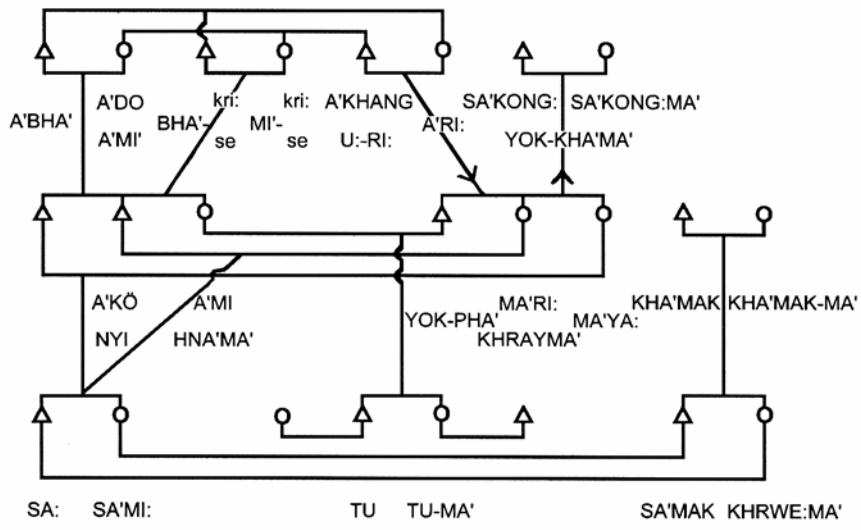 kri: kri: A'KHANG SA'KONG: SA'KONG:MA'
A'BHA' A'DO BHA'- MI'- A'RI:
A'MI' se se U:-RI: YOK-KHA'MA'
A'KÖ A'MI MA'RI: KHA'MAK KHA'MAK-MA'
YOK-PHA' MA'YA:
NYI HNA'MA' KHRAYMA'
SA: SA'MI: TU TU-MA' SA'MAK KHRWE:MA'